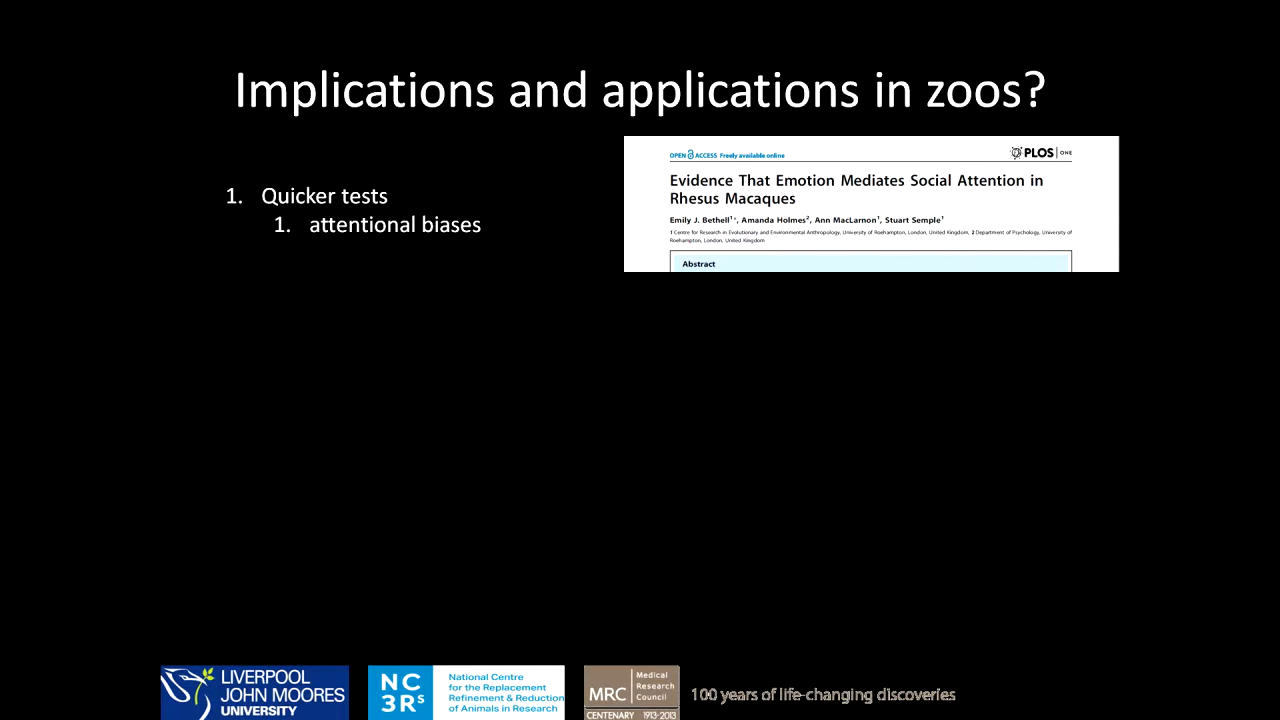 Implications and applications in zoos?
OPEN ACCESS Freely available online
PLOS ONE
Evidence That Emotion Mediates Social Attention in
Rhesus Macaques
Emily J. Bethell1*, Amanda Holmes2, Ann MacLarnon1, Stuart Semple1
1 Centre for Research in Evolutionary and Environmental Anthropology, University of Roehampton, London, United Kingdom, 2 Department of Psychology, University of
Roehampton, London, United Kingdom
Abstract
1. Quicker tests
1. attentional biases
LIVERPOOL
JOHN MOORES
UNIVERSITY
NC
3Rs
National Centre
for the Replacement
Refinement & Reduction
of Animals in Research
MRC
Medical
Research
Council
CENTENARY 1913-2013
100 years of life-changing discoveries